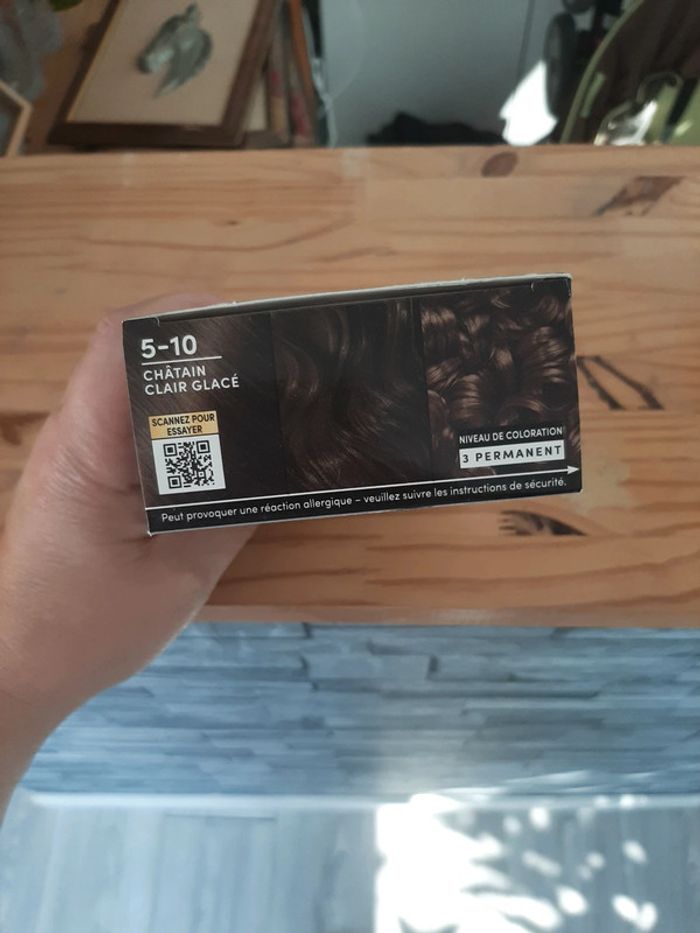 5-10
CHÂTAIN
CLAIR GLACÉ
SCANNEZ POUR
ESSAYER
NIVEAU DE COLORATION
3 PERMANENT
Peut provoquer une réaction allergique – veuillez suivre les instructions de sécurité.